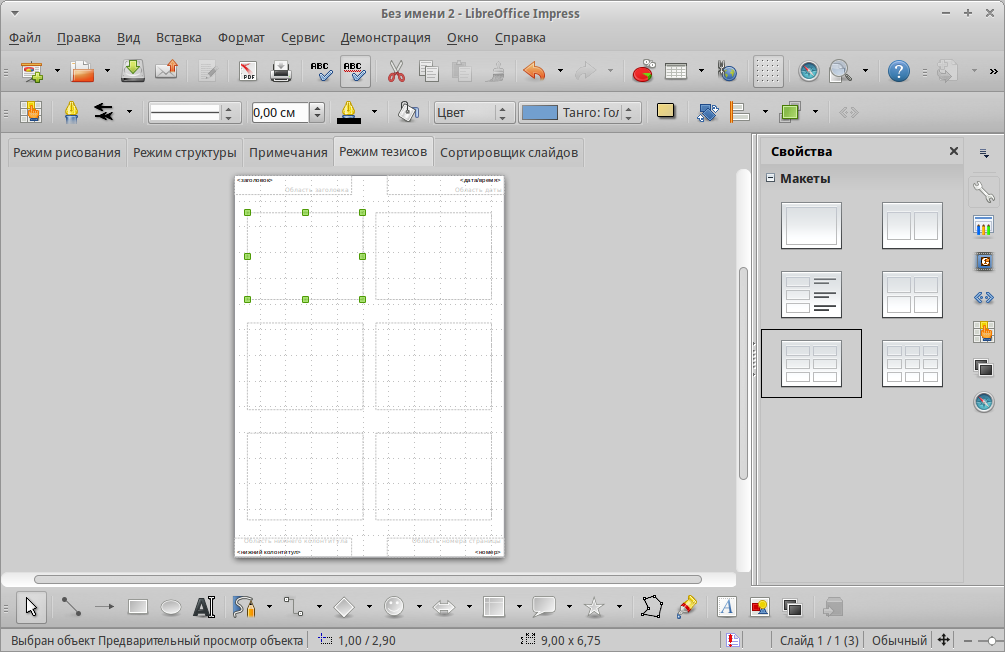 Без имени 2 - LibreOffice Impress
Файл Правка Вид Вставка Формат Сервис Демонстрация Окно Справка
PDF ABC ABC
0,00 см Цвет Танго: Гол
Режим рисования Режим структуры Примечания Режим тезисов Сортировщик слайдов
Свойства
Макеты
<заголовок> <дата/время>
Область заголовка Область даты
Область нижнего колонтитула Область номера страницы
<нижний колонтитул> <номер>
Выбран объект Предварительный просмотр объекта 1,00 / 2,90 9,00 x 6,75 Слайд 1 / 1 (3) Обычный